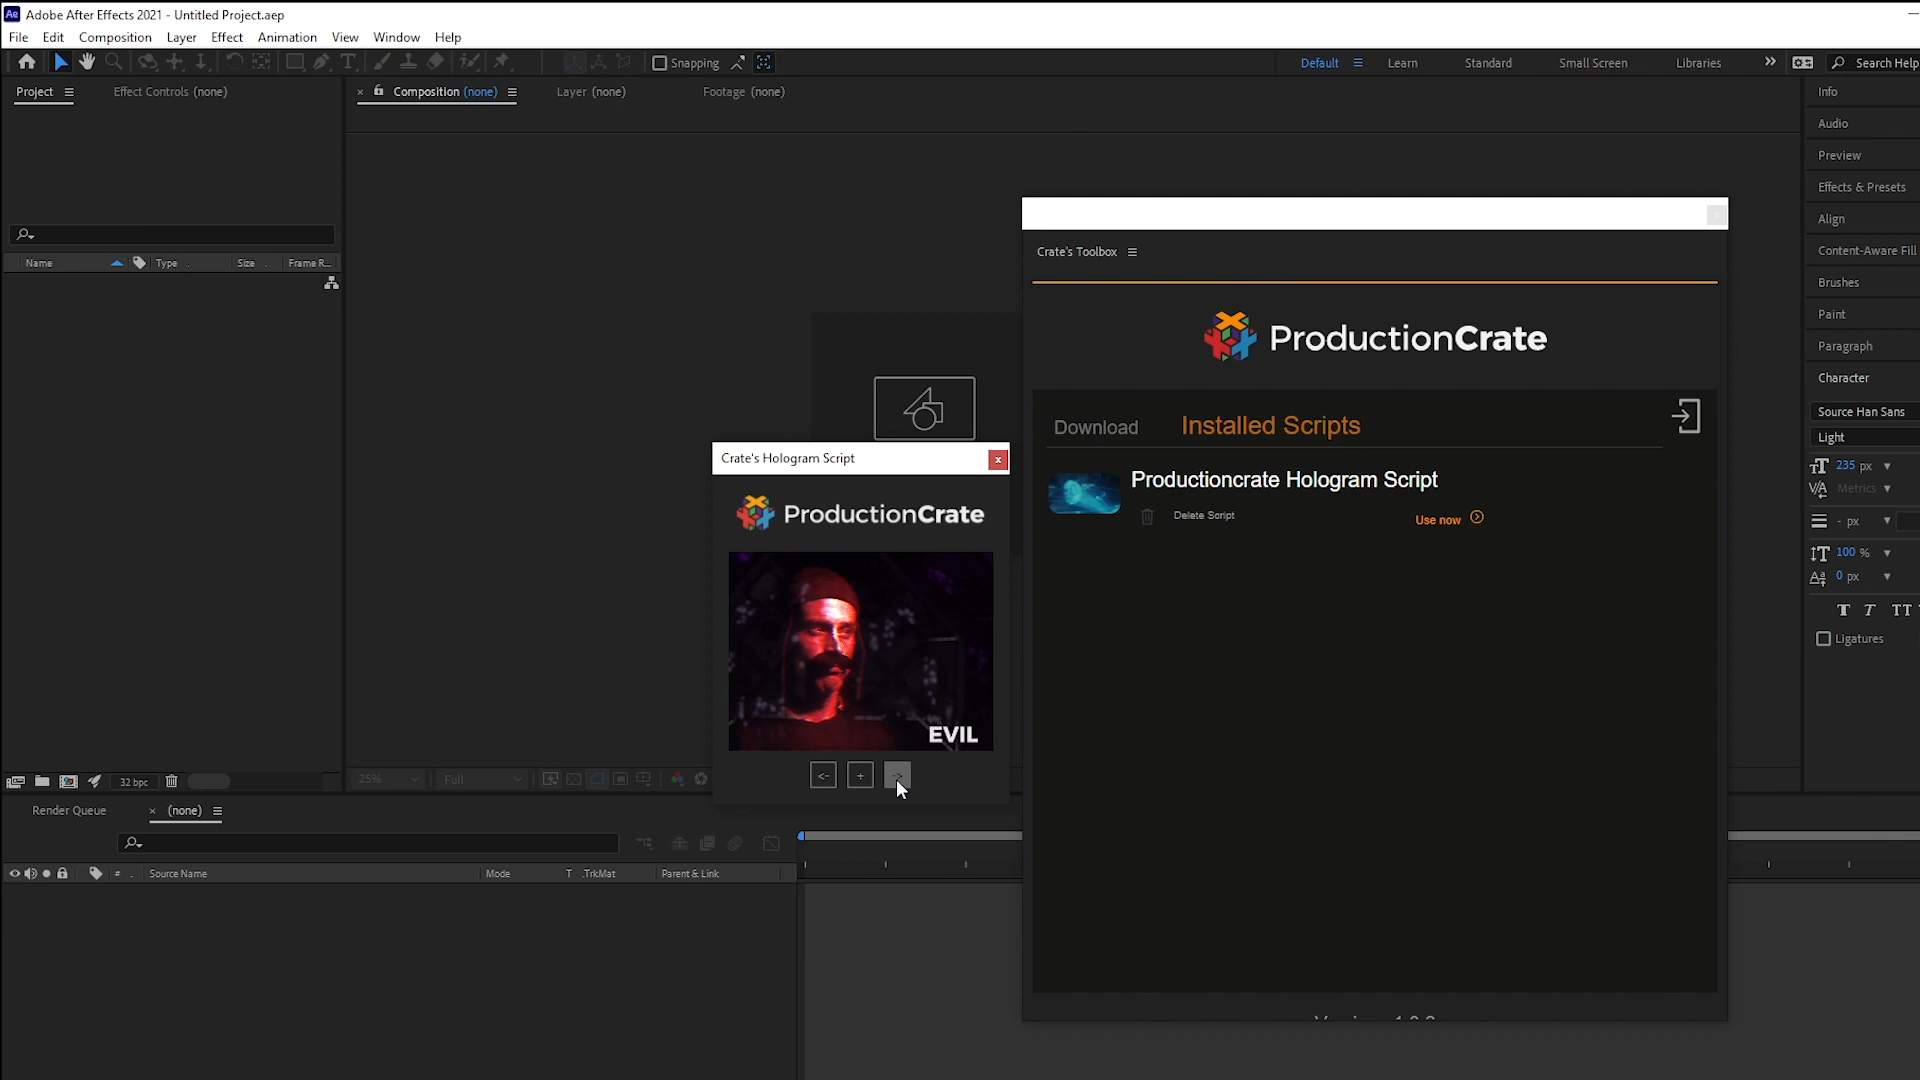 Ae Adobe After Effects 2021 - Untitled Project.aep
File Edit Composition Layer Effect Animation View Window Help
Snapping
Default Learn Standard Small Screen Libraries » Search Help
Project Effect Controls (none)
× Composition (none) Layer (none) Footage (none)
Name Type Size Frame R...
32 bpc
25% Full
Info
Audio
Preview
Effects & Presets
Align
Content-Aware Fill
Brushes
Paint
Paragraph
Character
Source Han Sans
Light
235 px
Metrics
- px
100 %
0 px
T T TT
Ligatures
Crate's Toolbox
ProductionCrate
Download Installed Scripts
Productioncrate Hologram Script
Delete Script Use now
Crate's Hologram Script x
ProductionCrate
EVIL
<- + ->
Render Queue × (none)
# Source Name Mode T .TrkMat Parent & Link